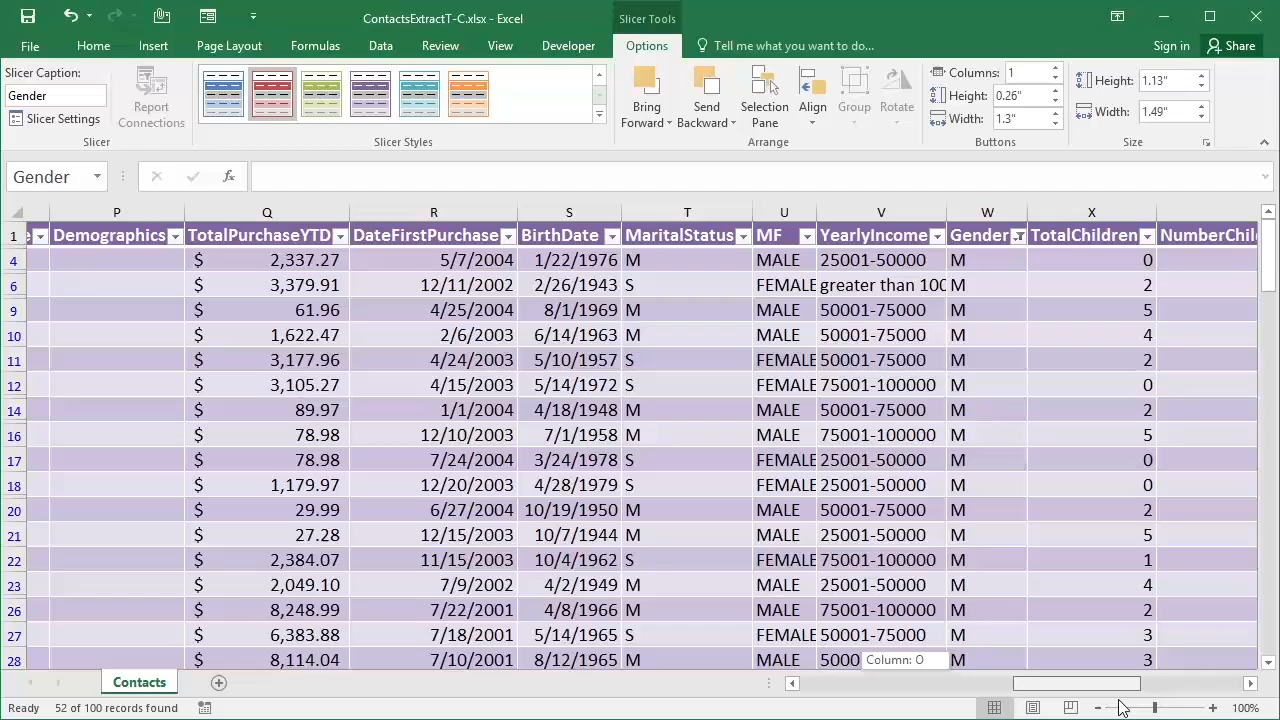 ContactsExtractT-C.xlsx - Excel
Slicer Tools
File Home Insert Page Layout Formulas Data Review View Developer Options Tell me what you want to do... Sign in Share
Slicer Caption:
Gender
Slicer Settings
Report Connections
Bring Forward
Send Backward
Selection Pane
Align
Group
Rotate
Columns: 1
Height: 0.26"
Width: 1.3"
Height: 1.13"
Width: 1.49"
Slicer Slicer Styles Arrange Buttons Size
Gender fx
P Q R S T U V W X
1 Demographics TotalPurchaseYTD DateFirstPurchase BirthDate MaritalStatus MF YearlyIncome Gender TotalChildren NumberChil
4 $ 2,337.27 5/7/2004 1/22/1976 M MALE 25001-50000 M 0
6 $ 3,379.91 12/11/2002 2/26/1943 S FEMALE greater than 100 M 2
9 $ 61.96 4/25/2004 8/1/1969 M MALE 50001-75000 M 5
10 $ 1,622.47 2/6/2003 6/14/1963 M MALE 50001-75000 M 4
11 $ 3,177.96 4/24/2003 5/10/1957 S FEMALE 50001-75000 M 2
12 $ 3,105.27 4/15/2003 5/14/1972 S FEMALE 75001-100000 M 0
14 $ 89.97 1/1/2004 4/18/1948 M MALE 50001-75000 M 2
16 $ 78.98 12/10/2003 7/1/1958 M MALE 75001-100000 M 5
17 $ 78.98 7/24/2004 3/24/1978 S FEMALE 25001-50000 M 0
18 $ 1,179.97 12/20/2003 4/28/1979 S FEMALE 25001-50000 M 0
20 $ 29.99 6/27/2004 10/19/1950 M MALE 50001-75000 M 2
21 $ 27.28 12/15/2003 10/7/1944 M MALE 25001-50000 M 5
22 $ 2,384.07 11/15/2003 10/4/1962 S FEMALE 75001-100000 M 1
23 $ 2,049.10 7/9/2002 4/2/1949 M MALE 25001-50000 M 4
26 $ 8,248.99 7/22/2001 4/8/1966 M MALE 75001-100000 M 2
27 $ 6,383.88 7/18/2001 5/14/1965 S FEMALE 50001-75000 M 3
28 $ 8,114.04 7/10/2001 8/12/1965 M MALE 5000 Column: O M 3
Contacts
Ready 52 of 100 records found 100%